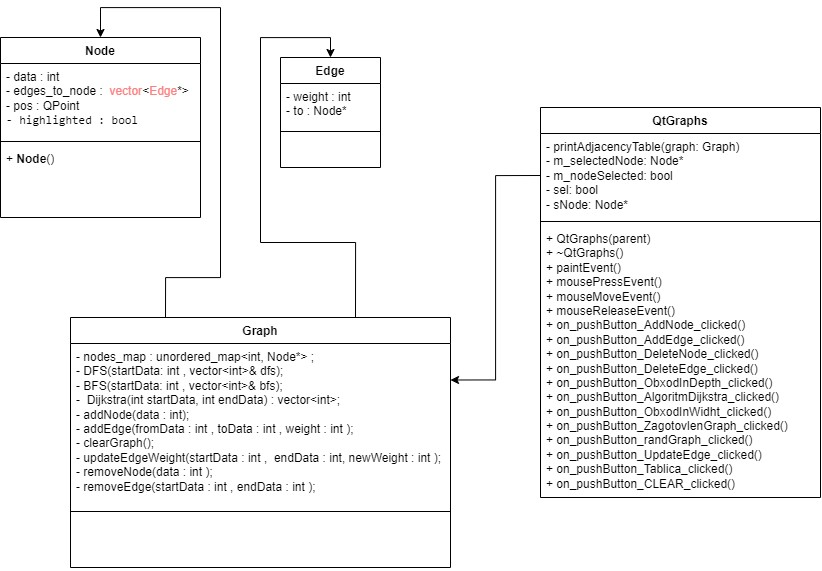 Node
- data : int
- edges_to_node :  vector<Edge*>
- pos : QPoint
- highlighted : bool
+ Node()
Edge
- weight : int
- to : Node*
QtGraphs
- printAdjacencyTable(graph: Graph)
- m_selectedNode: Node*
- m_nodeSelected: bool
- sel: bool
- sNode: Node*
+ QtGraphs(parent)
+ ~QtGraphs()
+ paintEvent()
+ mousePressEvent()
+ mouseMoveEvent()
+ mouseReleaseEvent()
+ on_pushButton_AddNode_clicked()
+ on_pushButton_AddEdge_clicked()
+ on_pushButton_DeleteNode_clicked()
+ on_pushButton_DeleteEdge_clicked()
+ on_pushButton_ObxodInDepth_clicked()
+ on_pushButton_AlgoritmDijkstra_clicked()
+ on_pushButton_ObxodInWidht_clicked()
+ on_pushButton_ZagotovlenGraph_clicked()
+ on_pushButton_randGraph_clicked()
+ on_pushButton_UpdateEdge_clicked()
+ on_pushButton_Tablica_clicked()
+ on_pushButton_CLEAR_clicked()
Graph
- nodes_map : unordered_map<int, Node*> ;
- DFS(startData: int , vector<int>& dfs);
- BFS(startData: int , vector<int>& bfs);
-  Dijkstra(int startData, int endData) : vector<int>;
- addNode(data : int);
- addEdge(fromData : int , toData : int , weight : int );
- clearGraph();
- updateEdgeWeight(startData : int ,  endData : int, newWeight : int );
- removeNode(data : int );
- removeEdge(startData : int , endData : int );